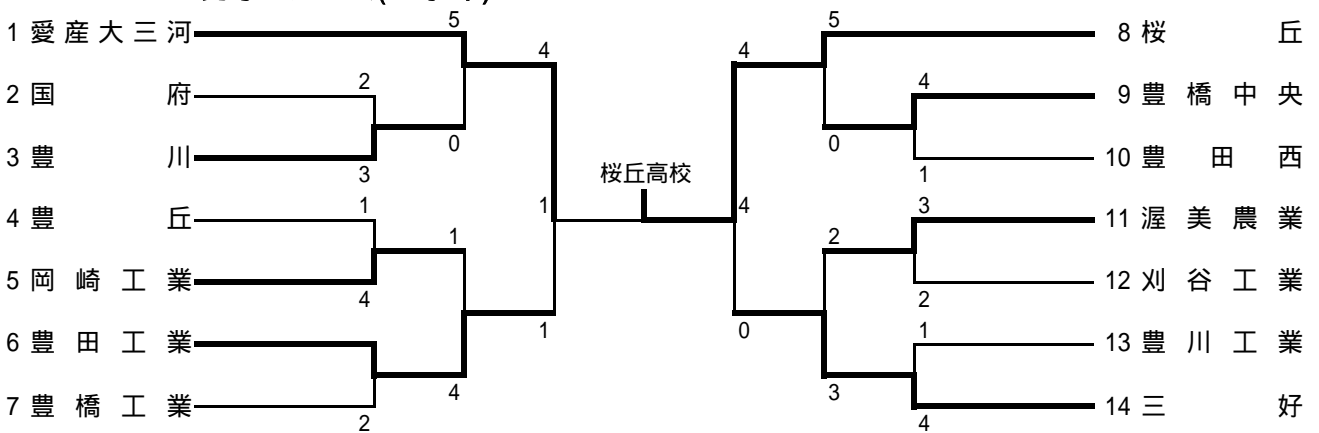 5 5
1 愛産大三河 8 桜 丘
4 4
2 国 府 2 4 9 豊 橋 中 央
0 0
3 豊 川 3 1 10 豊 田 西
桜丘高校
4 豊 丘 1 1 4 3 11 渥 美 農 業
1 2
5 岡 崎 工 業 4 2 12 刈 谷 工 業
1 0
6 豊 田 工 業 1 13 豊 川 工 業
4 3
7 豊 橋 工 業 2 4 14 三 好